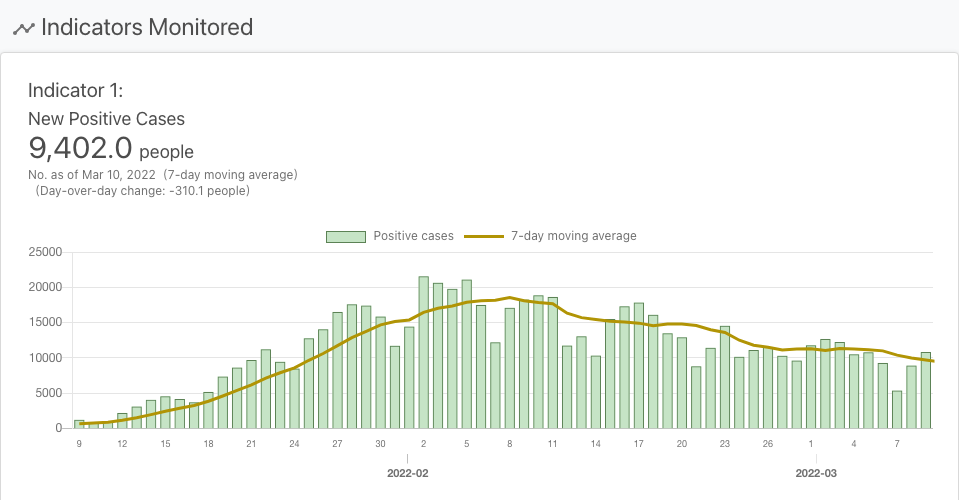 Indicators Monitored
Indicator 1:
New Positive Cases
9,402.0 people
No. as of Mar 10, 2022 (7-day moving average)
(Day-over-day change: -310.1 people)
Positive cases 7-day moving average
25000
20000
15000
10000
5000
0
9 12 15 18 21 24 27 30 2 5 8 11 14 17 20 23 26 1 4 7
2022-02 2022-03